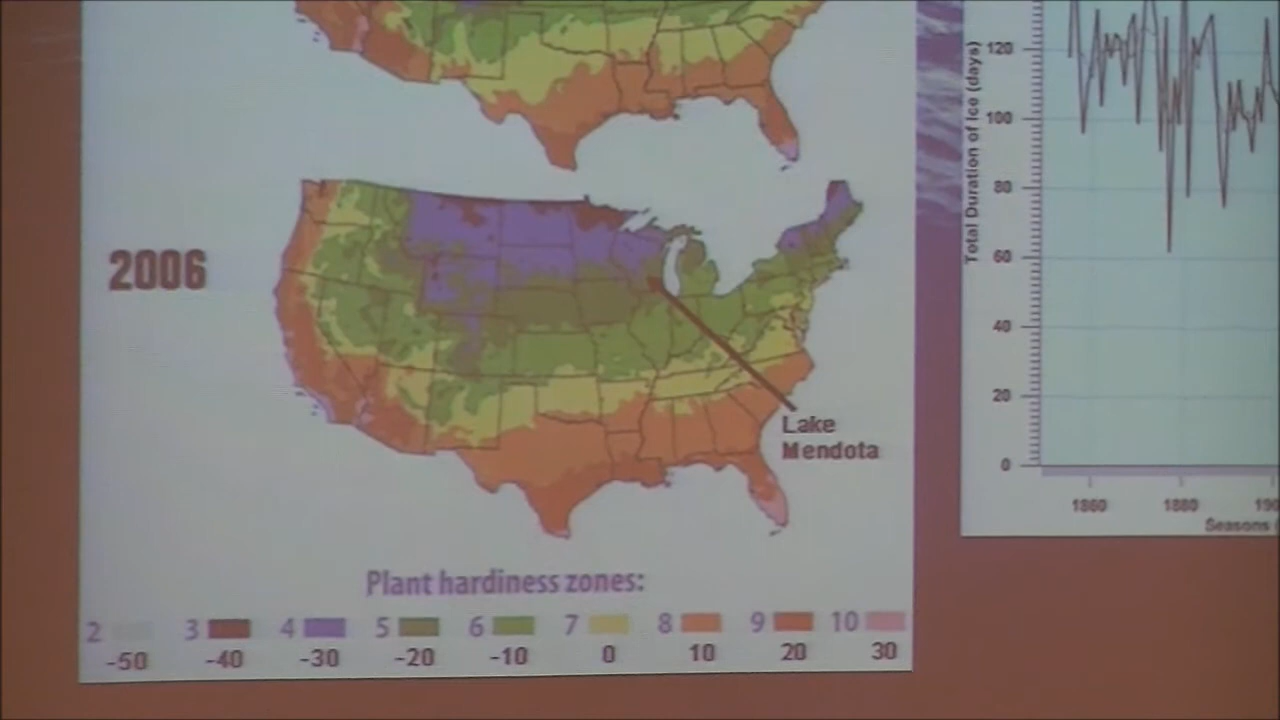 2006
Lake
Mendota
Plant hardiness zones:
2 3 4 5 6 7 8 9 10
-50 -40 -30 -20 -10 0 10 20 30
Total Duration of Ice (days)
120
100
80
60
40
20
0
1860 1880
Seasons